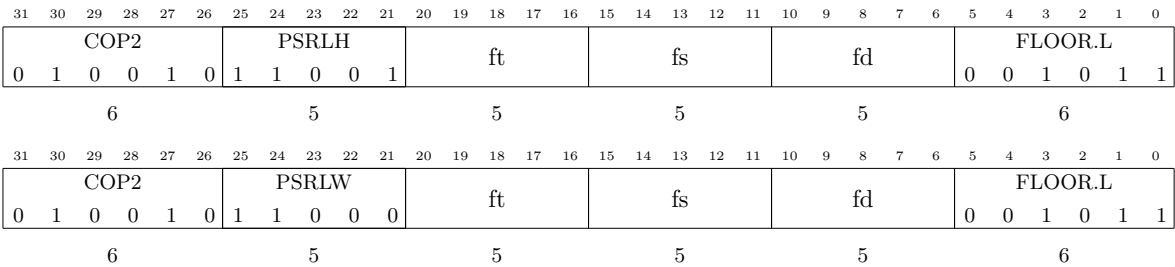 31 30 29 28 27 26 25 24 23 22 21 20 19 18 17 16 15 14 13 12 11 10 9 8 7 6 5 4 3 2 1 0
COP2 PSRLH ft fs fd FLOOR.L
0 1 0 0 1 0 1 1 0 0 1 0 0 1 0 1 1
6 5 5 5 5 6
31 30 29 28 27 26 25 24 23 22 21 20 19 18 17 16 15 14 13 12 11 10 9 8 7 6 5 4 3 2 1 0
COP2 PSRLW ft fs fd FLOOR.L
0 1 0 0 1 0 1 1 0 0 0 0 0 1 0 1 1
6 5 5 5 5 6